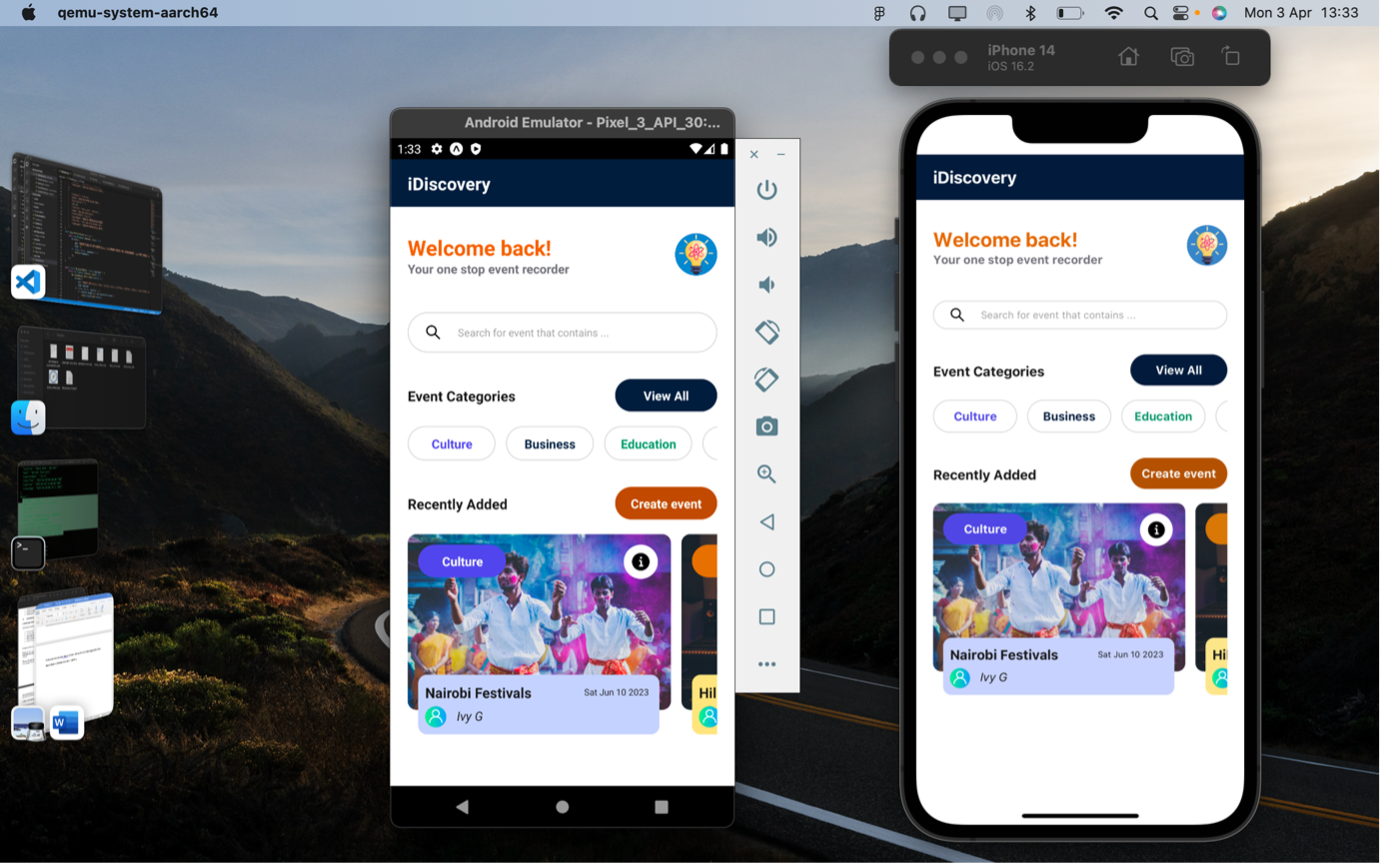 qemu-system-aarch64
Mon 3 Apr 13:33
iPhone 14
iOS 16.2
Android Emulator - Pixel_3_API_30:...
1:33
iDiscovery
Welcome back!
Your one stop event recorder
Search for event that contains ...
Event Categories
View All
Culture
Business
Education
Recently Added
Create event
Culture
Nairobi Festivals
Sat Jun 10 2023
Ivy G
Hil
iDiscovery
Welcome back!
Your one stop event recorder
Search for event that contains ...
Event Categories
View All
Culture
Business
Education
Recently Added
Create event
Culture
Nairobi Festivals
Sat Jun 10 2023
Ivy G
Hi
W